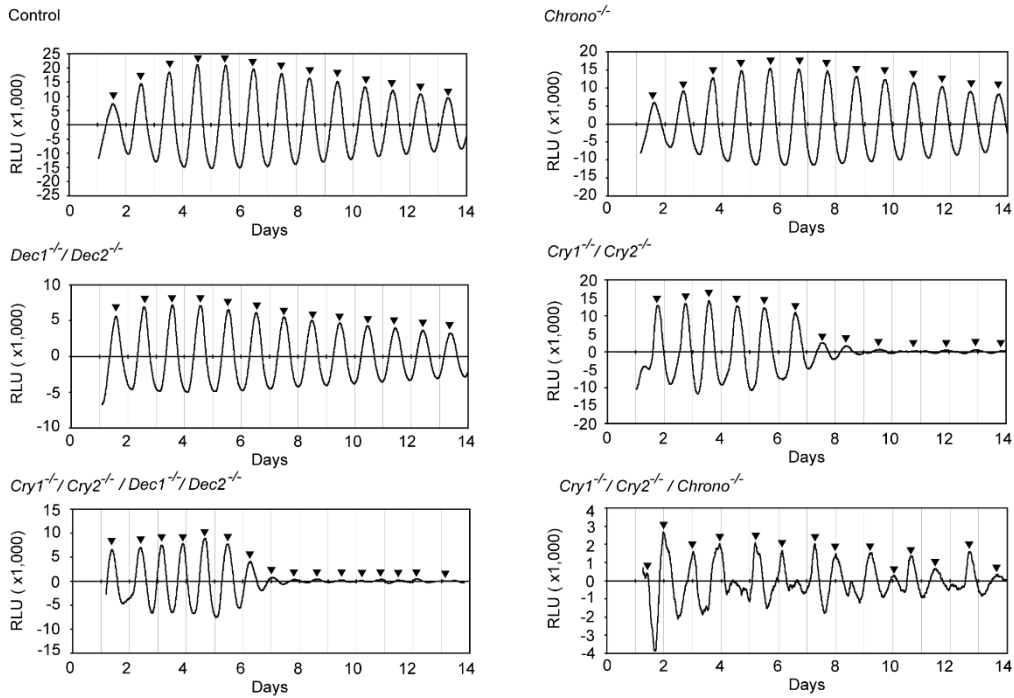 Control
RLU ( x1,000)
25
20
15
10
5
0
-5
-10
-15
-20
-25
0 2 4 6 8 10 12 14
Days
Chrono-/-
RLU ( x1,000)
20
15
10
5
0
-5
-10
-15
-20
0 2 4 6 8 10 12 14
Days
Dec1-/-/ Dec2-/-
RLU ( x1,000)
10
5
0
-5
-10
0 2 4 6 8 10 12 14
Days
Cry1-/-/ Cry2-/-
RLU ( x1,000)
20
15
10
5
0
-5
-10
-15
-20
0 2 4 6 8 10 12 14
Days
Cry1-/-/ Cry2-/- / Dec1-/-/ Dec2-/-
RLU ( x1,000)
15
10
5
0
-5
-10
-15
0 2 4 6 8 10 12 14
Days
Cry1-/-/ Cry2-/- / Chrono-/-
RLU ( x1,000)
4
3
2
1
0
-1
-2
-3
-4
0 2 4 6 8 10 12 14
Days